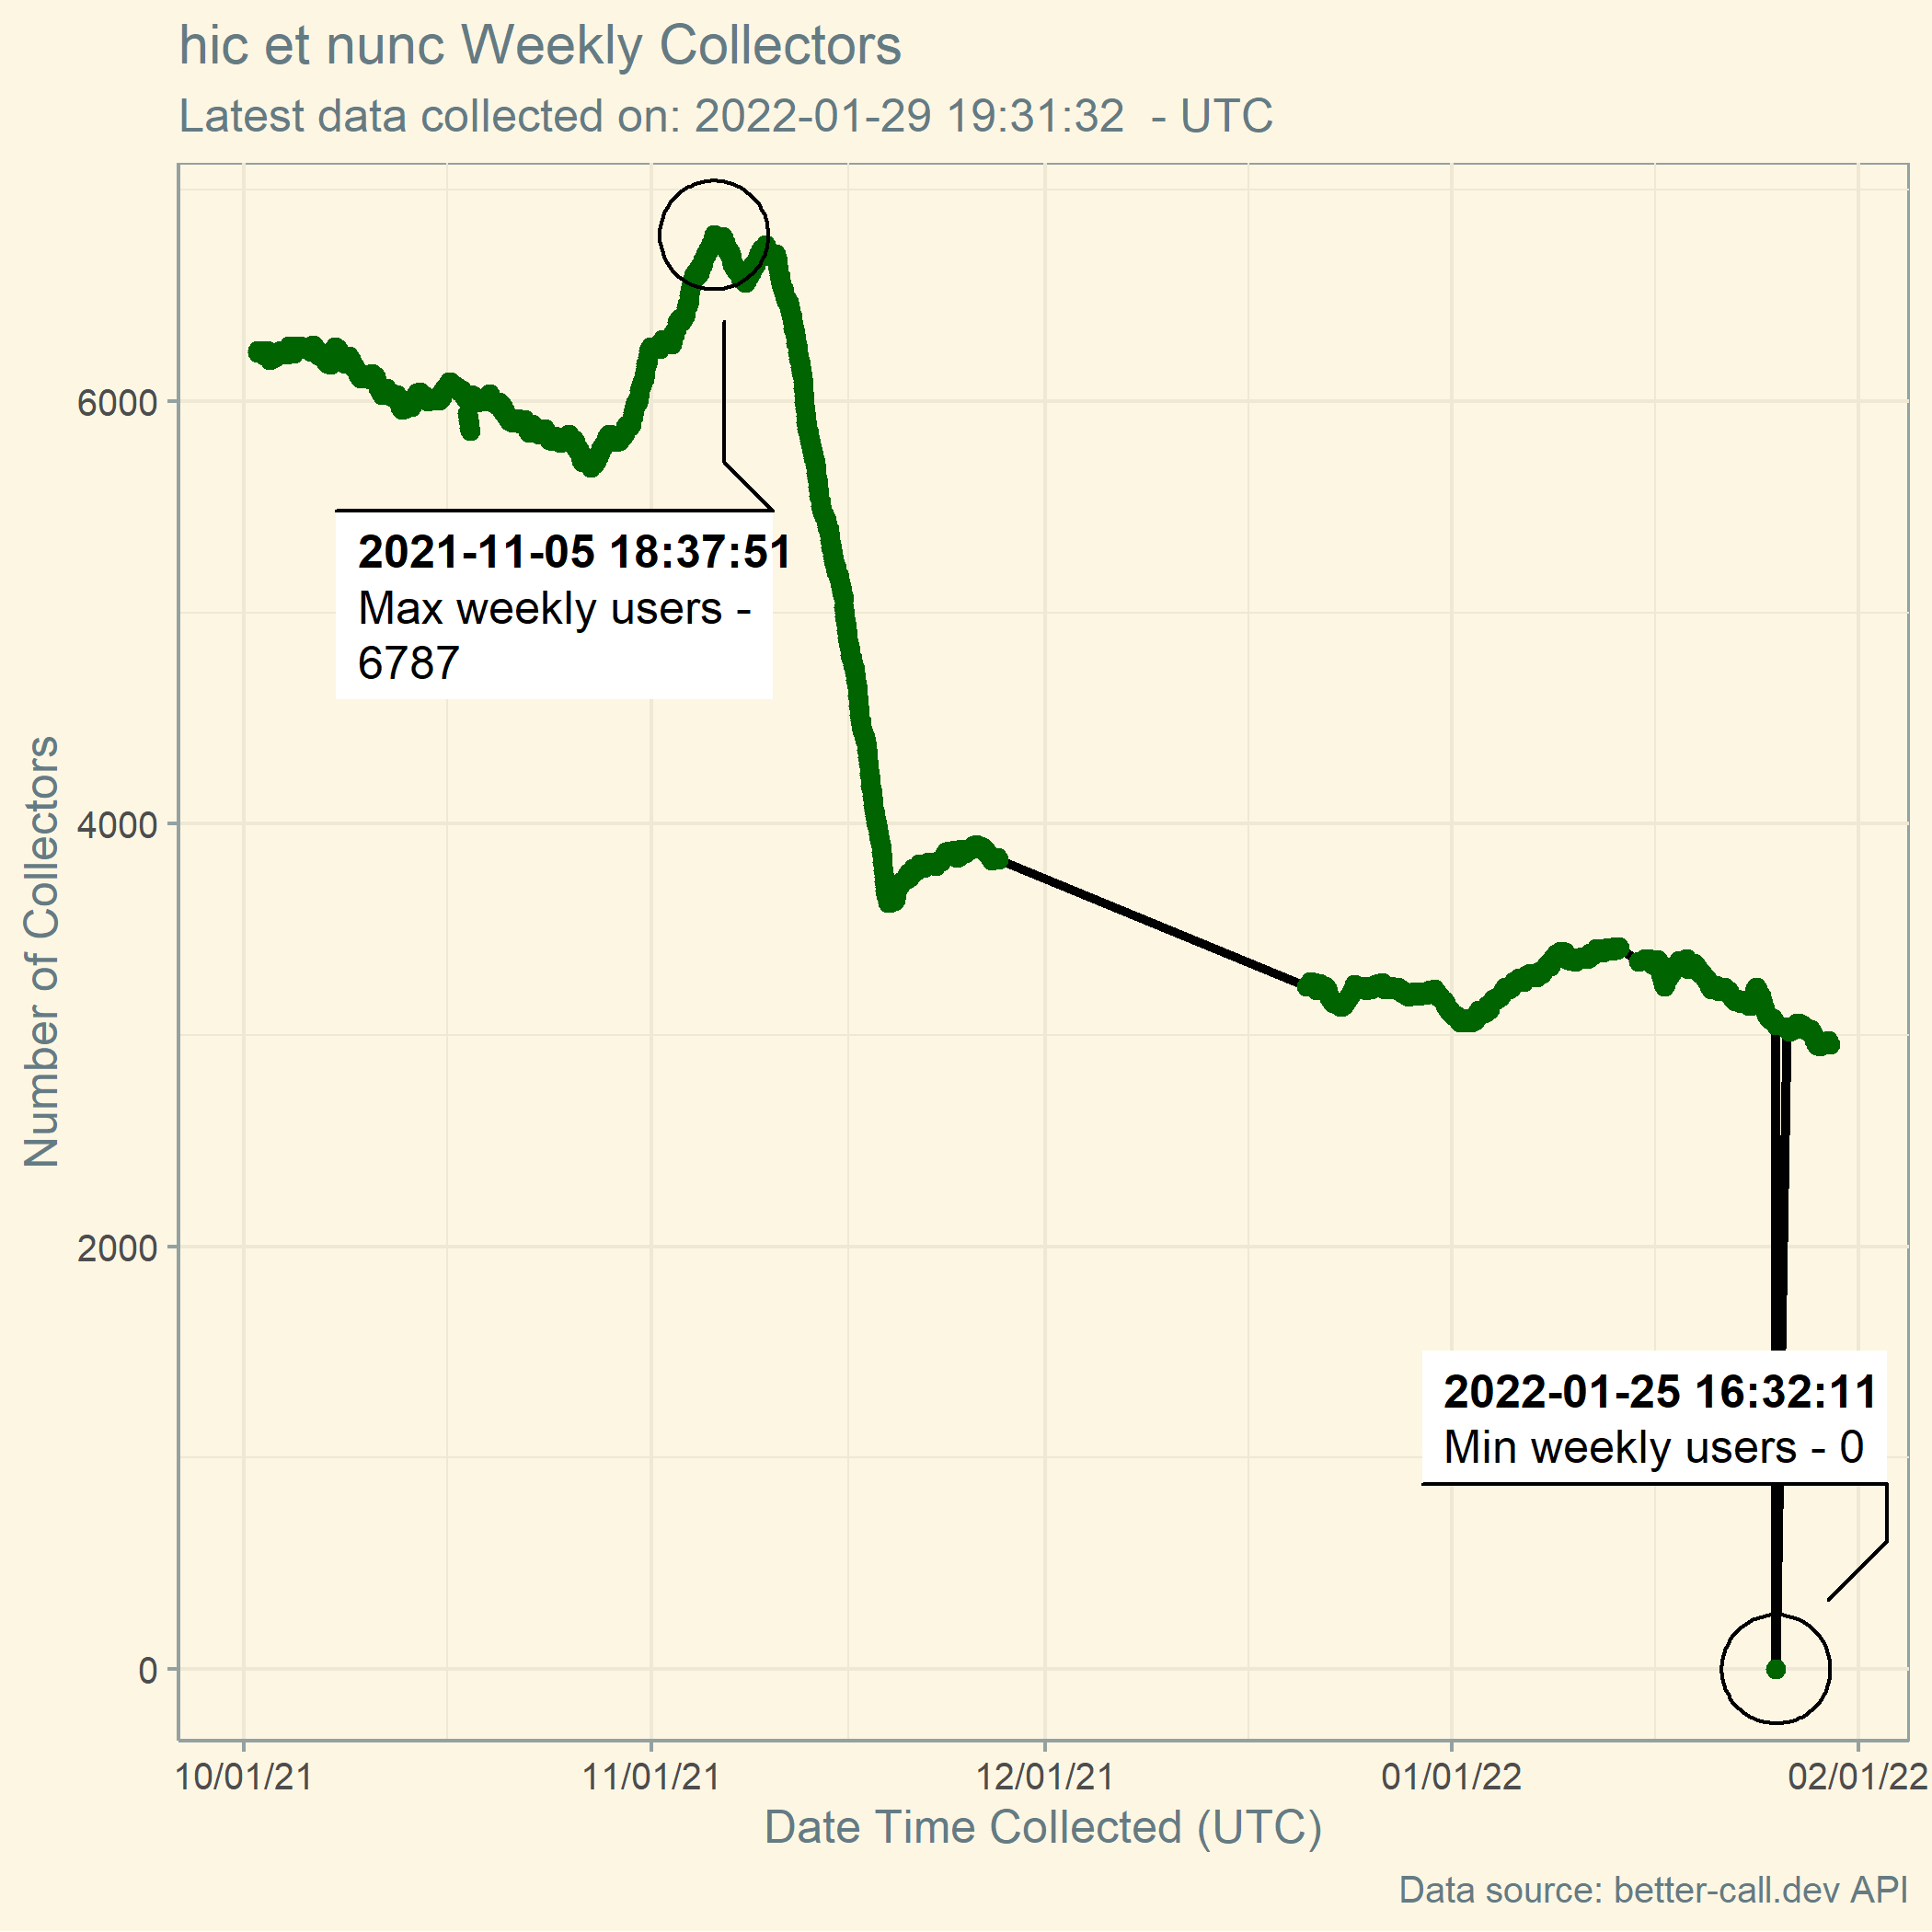 hic et nunc Weekly Collectors
Latest data collected on: 2022-01-29 19:31:32  - UTC
Number of Collectors
6000
4000
2000
0
2021-11-05 18:37:51
Max weekly users -
6787
2022-01-25 16:32:11
Min weekly users - 0
10/01/21 11/01/21 12/01/21 01/01/22 02/01/22
Date Time Collected (UTC)
Data source: better-call.dev API